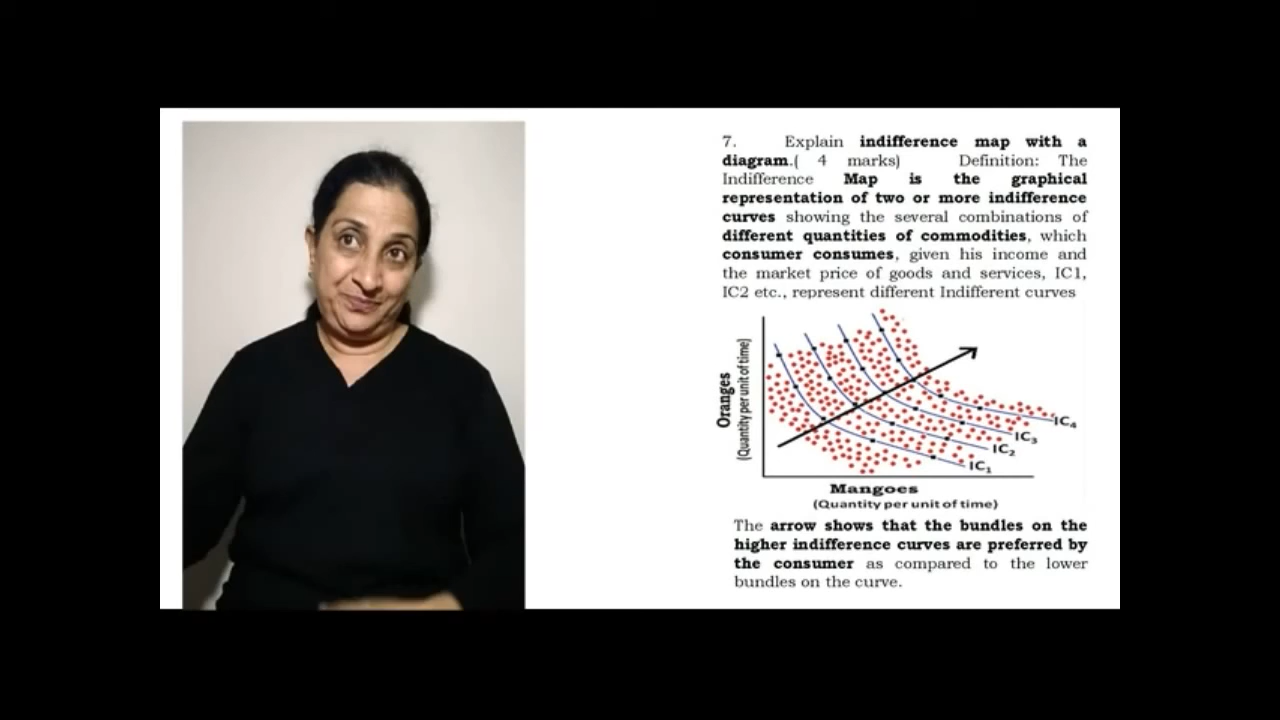 7. Explain indifference map with a
diagram.( 4 marks) Definition: The
Indifference Map is the graphical
representation of two or more indifference
curves showing the several combinations of
different quantities of commodities, which
consumer consumes, given his income and
the market price of goods and services, IC1,
IC2 etc., represent different Indifferent curves
Oranges
(Quantity per unit of time)
IC4
IC3
IC2
IC1
Mangoes
(Quantity per unit of time)
The arrow shows that the bundles on the
higher indifference curves are preferred by
the consumer as compared to the lower
bundles on the curve.